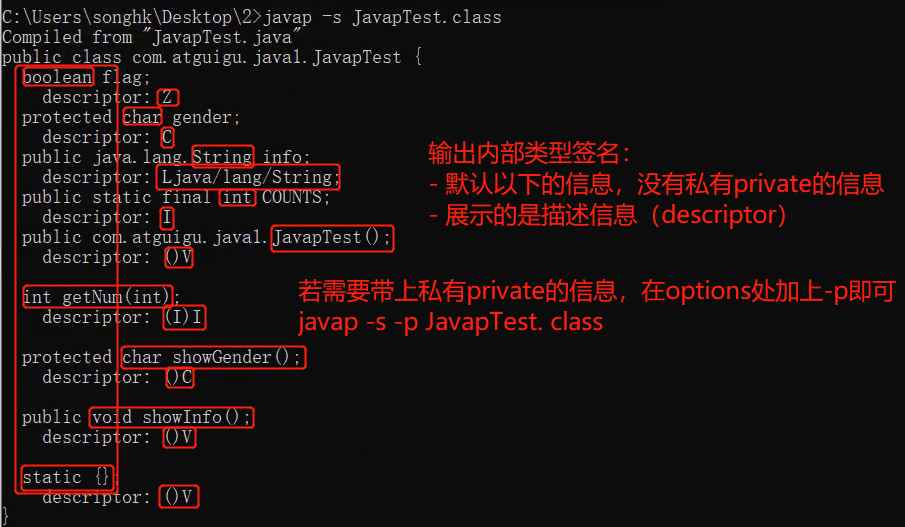 C:\Users\songhk\Desktop\2>javap -s JavapTest.class
Compiled from "JavapTest.java"
public class com.atguigu.java1.JavapTest {
boolean flag;
descriptor: Z
protected char gender;
descriptor: C
public java.lang.String info;
descriptor: Ljava/lang/String;
public static final int COUNTS;
descriptor: I
public com.atguigu.java1.JavapTest();
descriptor: ()V
int getNum(int);
descriptor: (I)I
protected char showGender();
descriptor: ()C
public void showInfo();
descriptor: ()V
static {};
descriptor: ()V
}
输出内部类型签名：
- 默认以下的信息，没有私有private的信息
- 展示的是描述信息（descriptor）
若需要带上私有private的信息，在options处加上-p即可
javap -s -p JavapTest. class